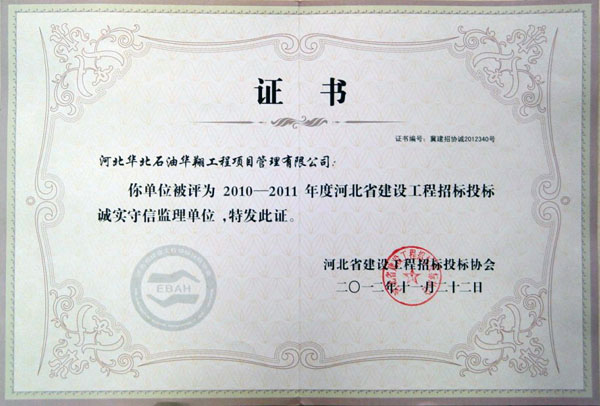 证 书
证书编号：冀建招协诚2012340号
河北华北石油华翔工程项目管理有限公司：
你单位被评为 2010—2011 年度河北省建设工程招标投标
诚实守信监理单位，特发此证。
EBAH
河北省建设工程招标投标协会
二〇一二年十一月二十二日